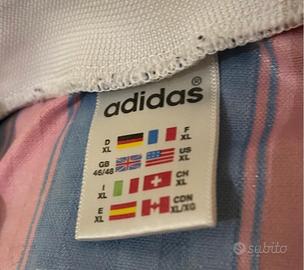 adidas®
D XL F XL
GB 46/48 US XL
I XL CH XL
E XL CDN XL/XG
subito